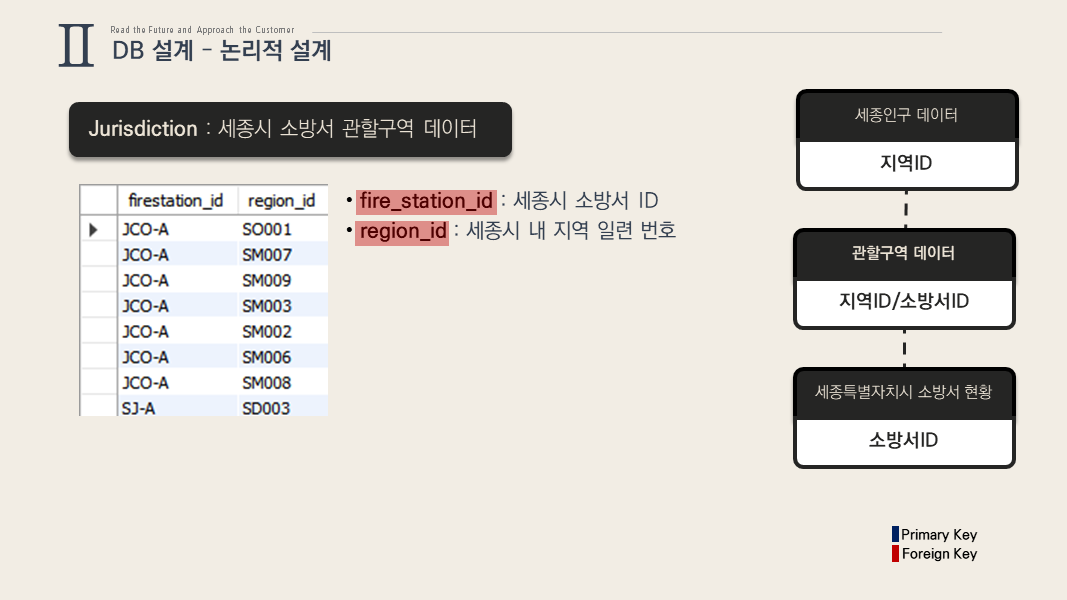 Ⅱ
Read the Future and Approach the Customer
DB 설계 - 논리적 설계
Jurisdiction : 세종시 소방서 관할구역 데이터
firestation_id region_id
JCO-A SO001
JCO-A SM007
JCO-A SM009
JCO-A SM003
JCO-A SM002
JCO-A SM006
JCO-A SM008
SJ-A SD003
• fire_station_id : 세종시 소방서 ID
• region_id : 세종시 내 지역 일련 번호
세종인구 데이터
지역ID
관할구역 데이터
지역ID/소방서ID
세종특별자치시 소방서 현황
소방서ID
Primary Key
Foreign Key